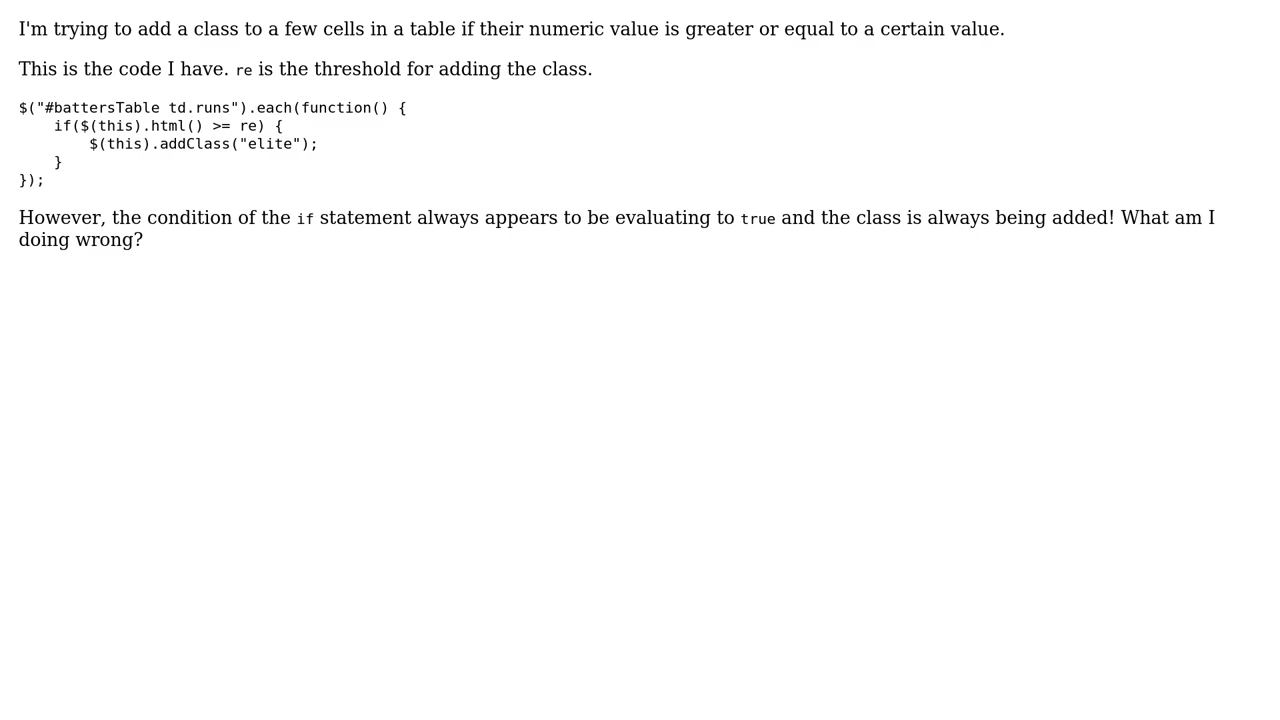 I'm trying to add a class to a few cells in a table if their numeric value is greater or equal to a certain value.
This is the code I have. re is the threshold for adding the class.
$("#battersTable td.runs").each(function() {
    if($(this).html() >= re) {
        $(this).addClass("elite");
    }
});
However, the condition of the if statement always appears to be evaluating to true and the class is always being added! What am I
doing wrong?